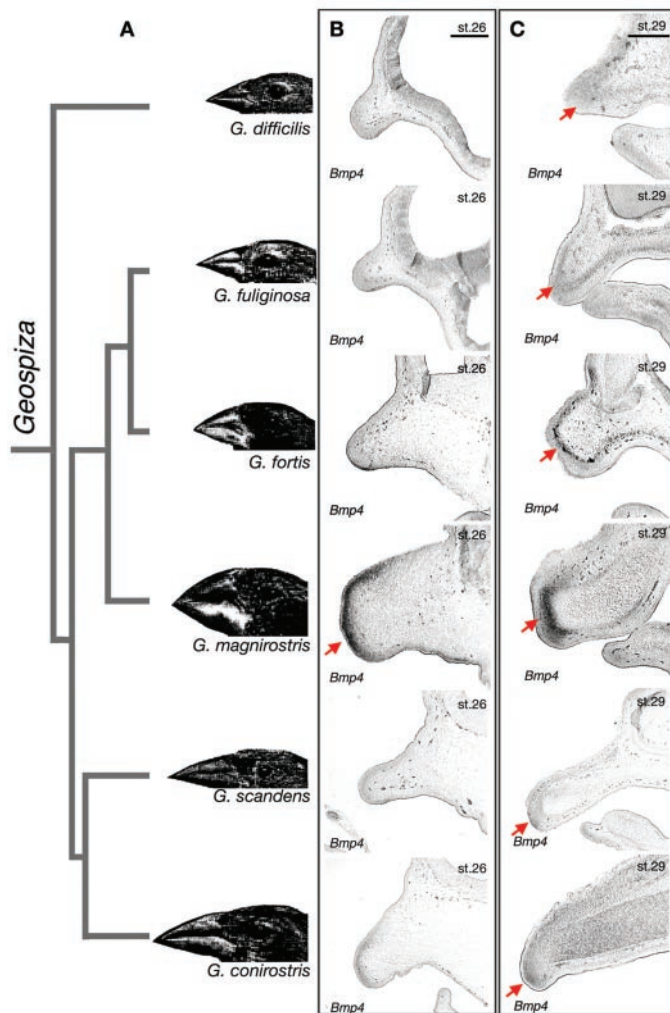 A
B
C
Geospiza
G. difficilis
st.26
Bmp4
st.29
Bmp4
G. fuliginosa
st.26
Bmp4
st.29
Bmp4
G. fortis
st.26
Bmp4
st.29
Bmp4
G. magnirostris
st.26
Bmp4
st.29
Bmp4
G. scandens
st.26
Bmp4
st.29
Bmp4
G. conirostris
st.26
Bmp4
st.29
Bmp4